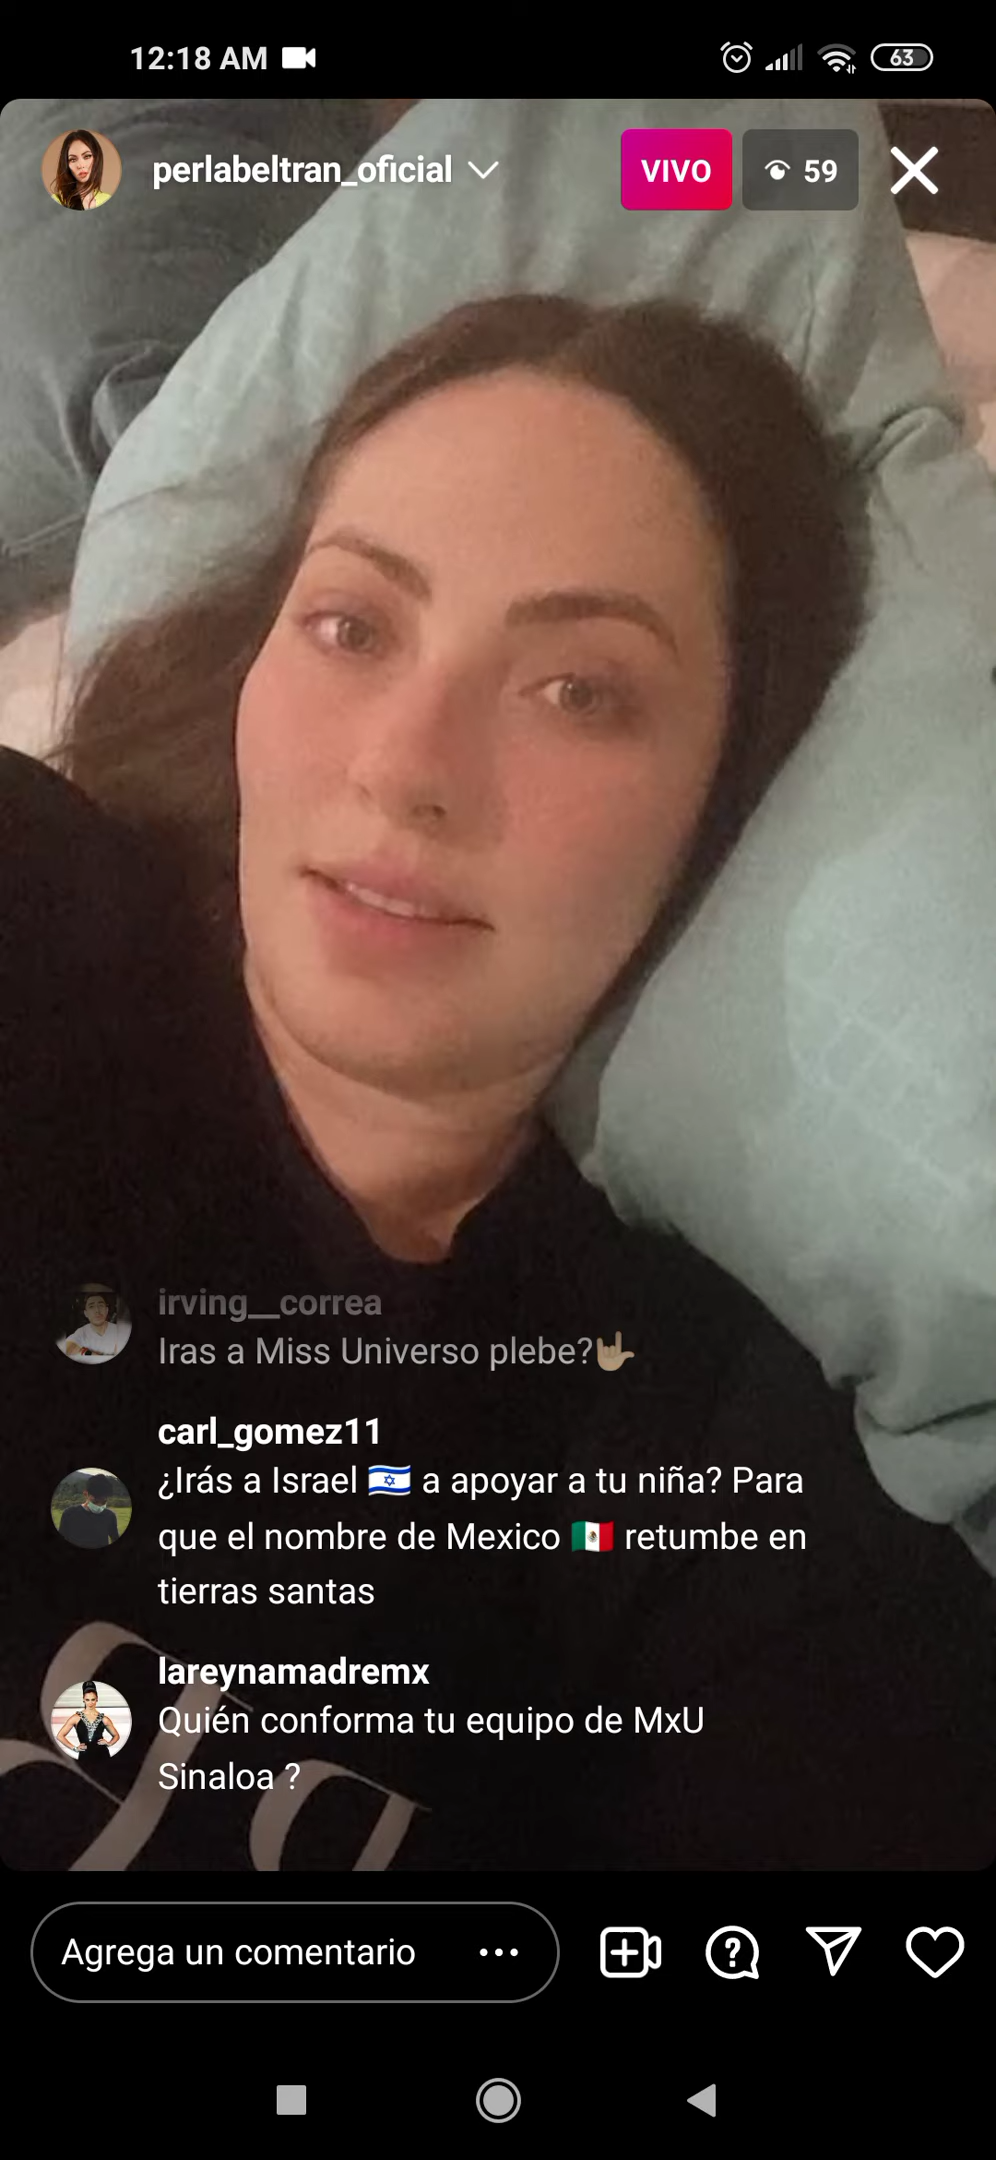 12:18 AM
63
perlabeltran_oficial
VIVO
59
irving__correa
Iras a Miss Universo plebe?🤟🏼
carl_gomez11
¿Irás a Israel 🇮🇱 a apoyar a tu niña? Para
que el nombre de Mexico 🇲🇽 retumbe en
tierras santas
lareynamadremx
Quién conforma tu equipo de MxU
Sinaloa ?
Agrega un comentario